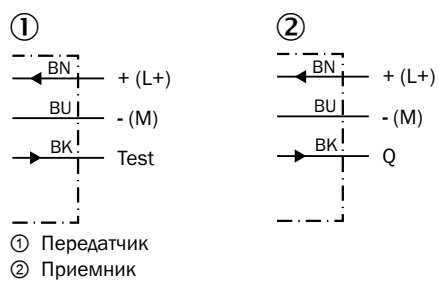 ① ②
BN + (L+) BN + (L+)
BU - (M) BU - (M)
BK Test BK Q
① Передатчик
② Приемник